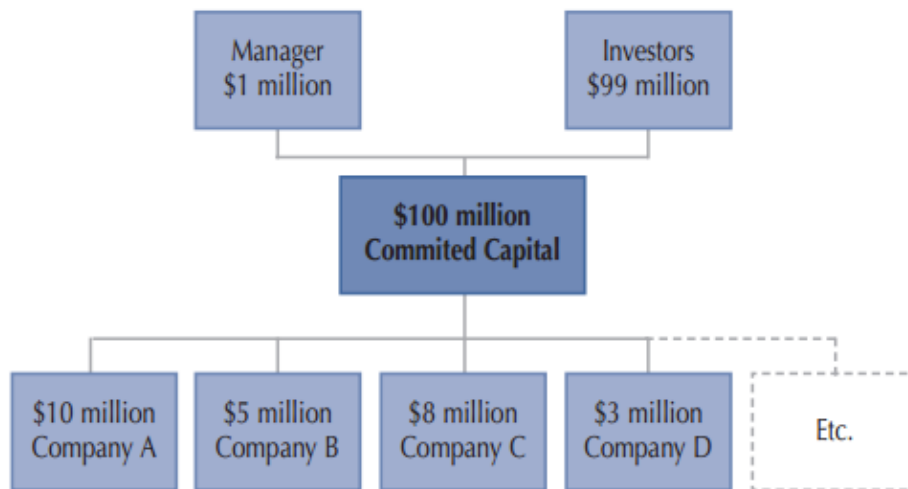 Manager
$1 million
Investors
$99 million
$100 million
Commited Capital
$10 million
Company A
$5 million
Company B
$8 million
Company C
$3 million
Company D
Etc.